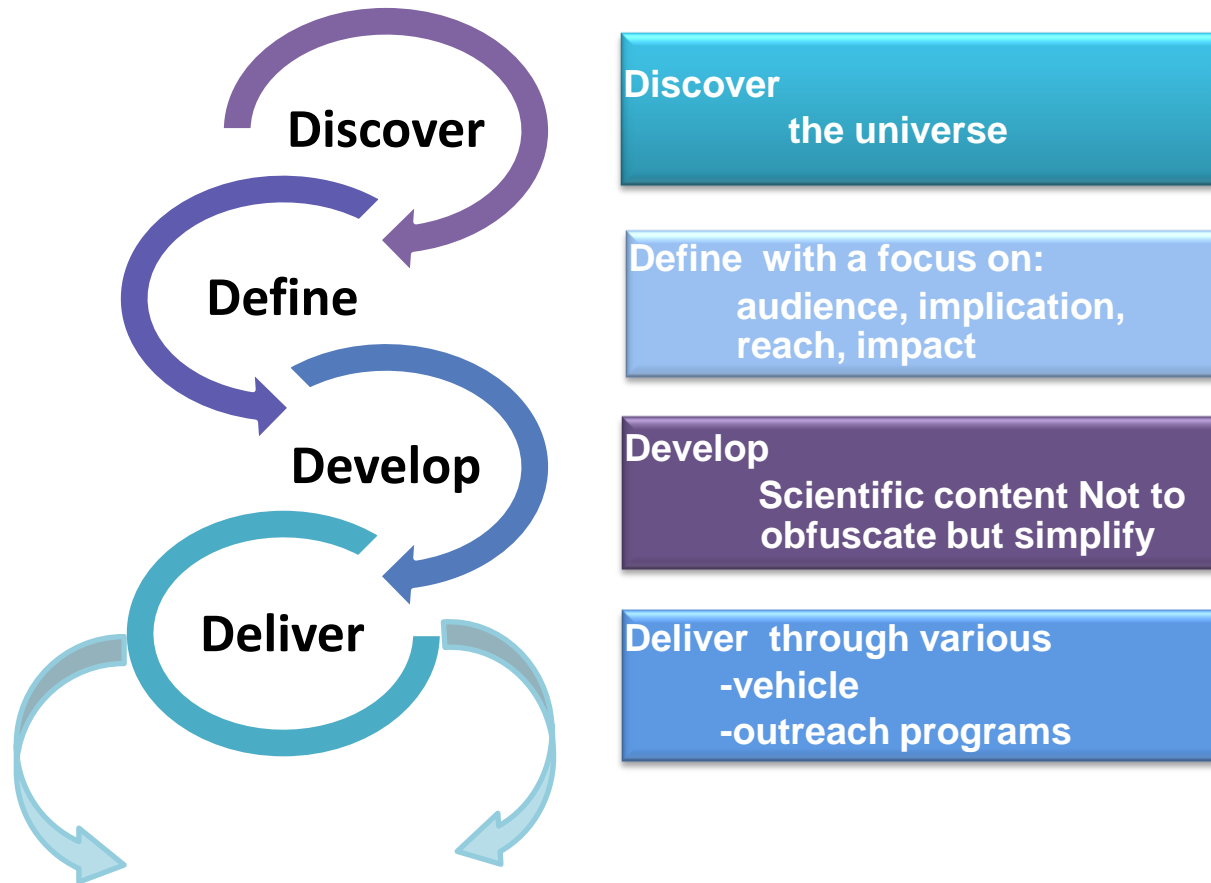 Discover
Define
Develop
Deliver
Discover
the universe
Define with a focus on:
audience, implication,
reach, impact
Develop
Scientific content Not to
obfuscate but simplify
Deliver through various
-vehicle
-outreach programs